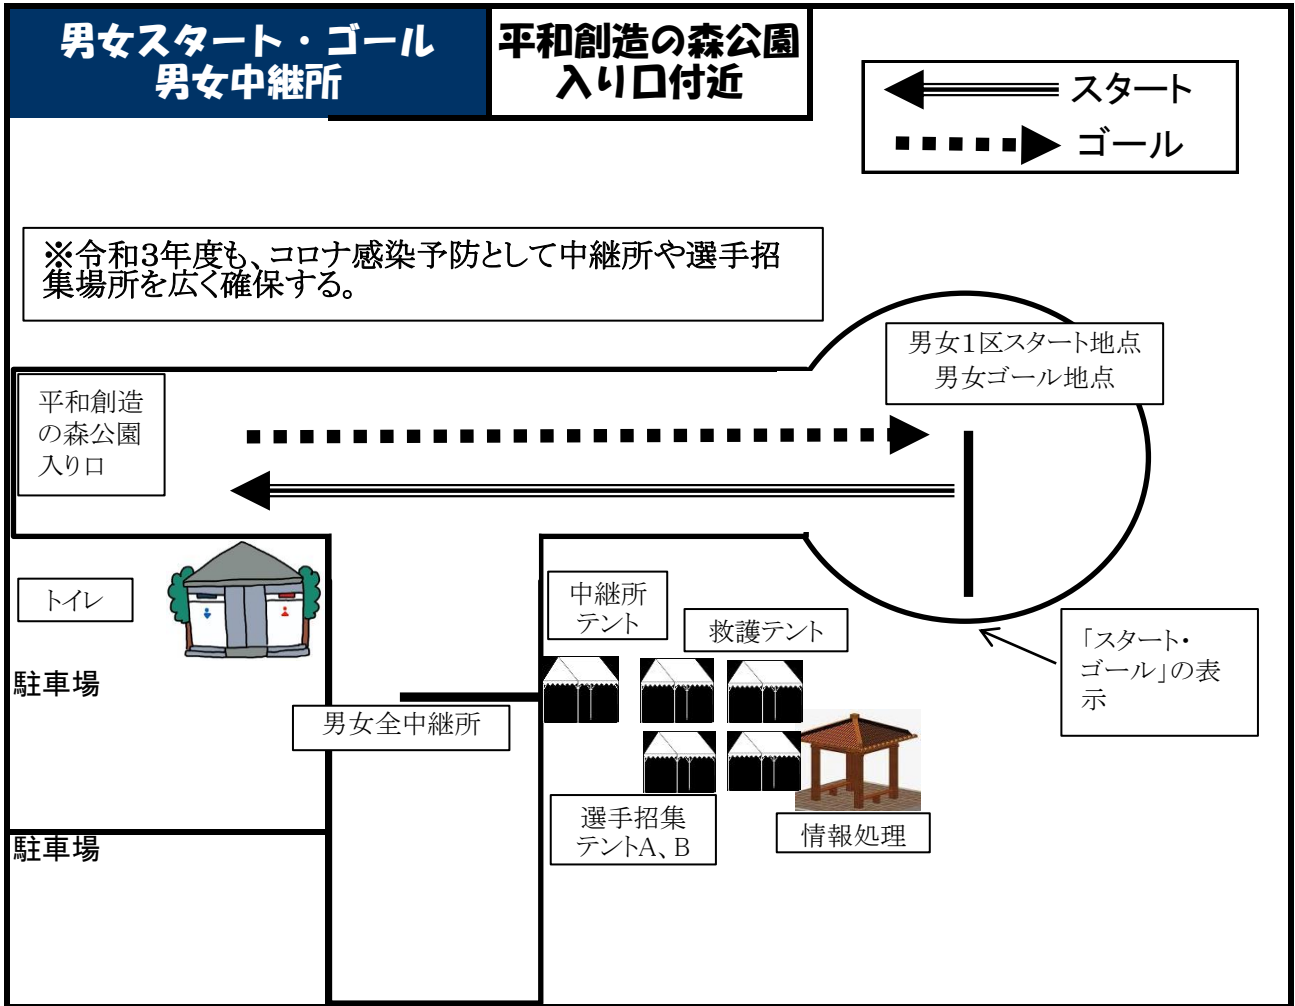 男女スタート・ゴール
男女中継所
平和創造の森公園
入り口付近
スタート
ゴール
※令和3年度も、コロナ感染予防として中継所や選手招
集場所を広く確保する。
男女1区スタート地点
男女ゴール地点
平和創造
の森公園
入り口
トイレ
中継所
テント
救護テント
「スタート・
ゴール」の表
示
駐車場
男女全中継所
選手招集
テントA、B
情報処理
駐車場